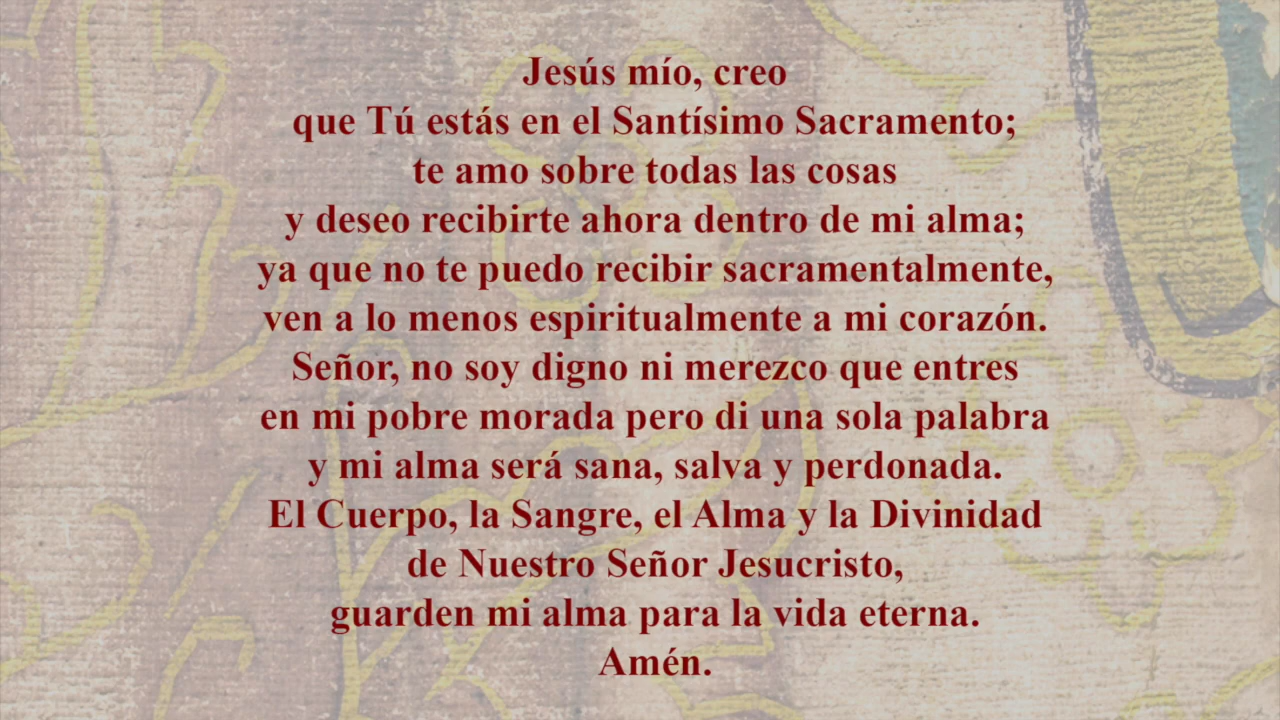 Jesús mío, creo
que Tú estás en el Santísimo Sacramento;
te amo sobre todas las cosas
y deseo recibirte ahora dentro de mi alma;
ya que no te puedo recibir sacramentalmente,
ven a lo menos espiritualmente a mi corazón.
Señor, no soy digno ni merezco que entres
en mi pobre morada pero di una sola palabra
y mi alma será sana, salva y perdonada.
El Cuerpo, la Sangre, el Alma y la Divinidad
de Nuestro Señor Jesucristo,
guarden mi alma para la vida eterna.
Amén.